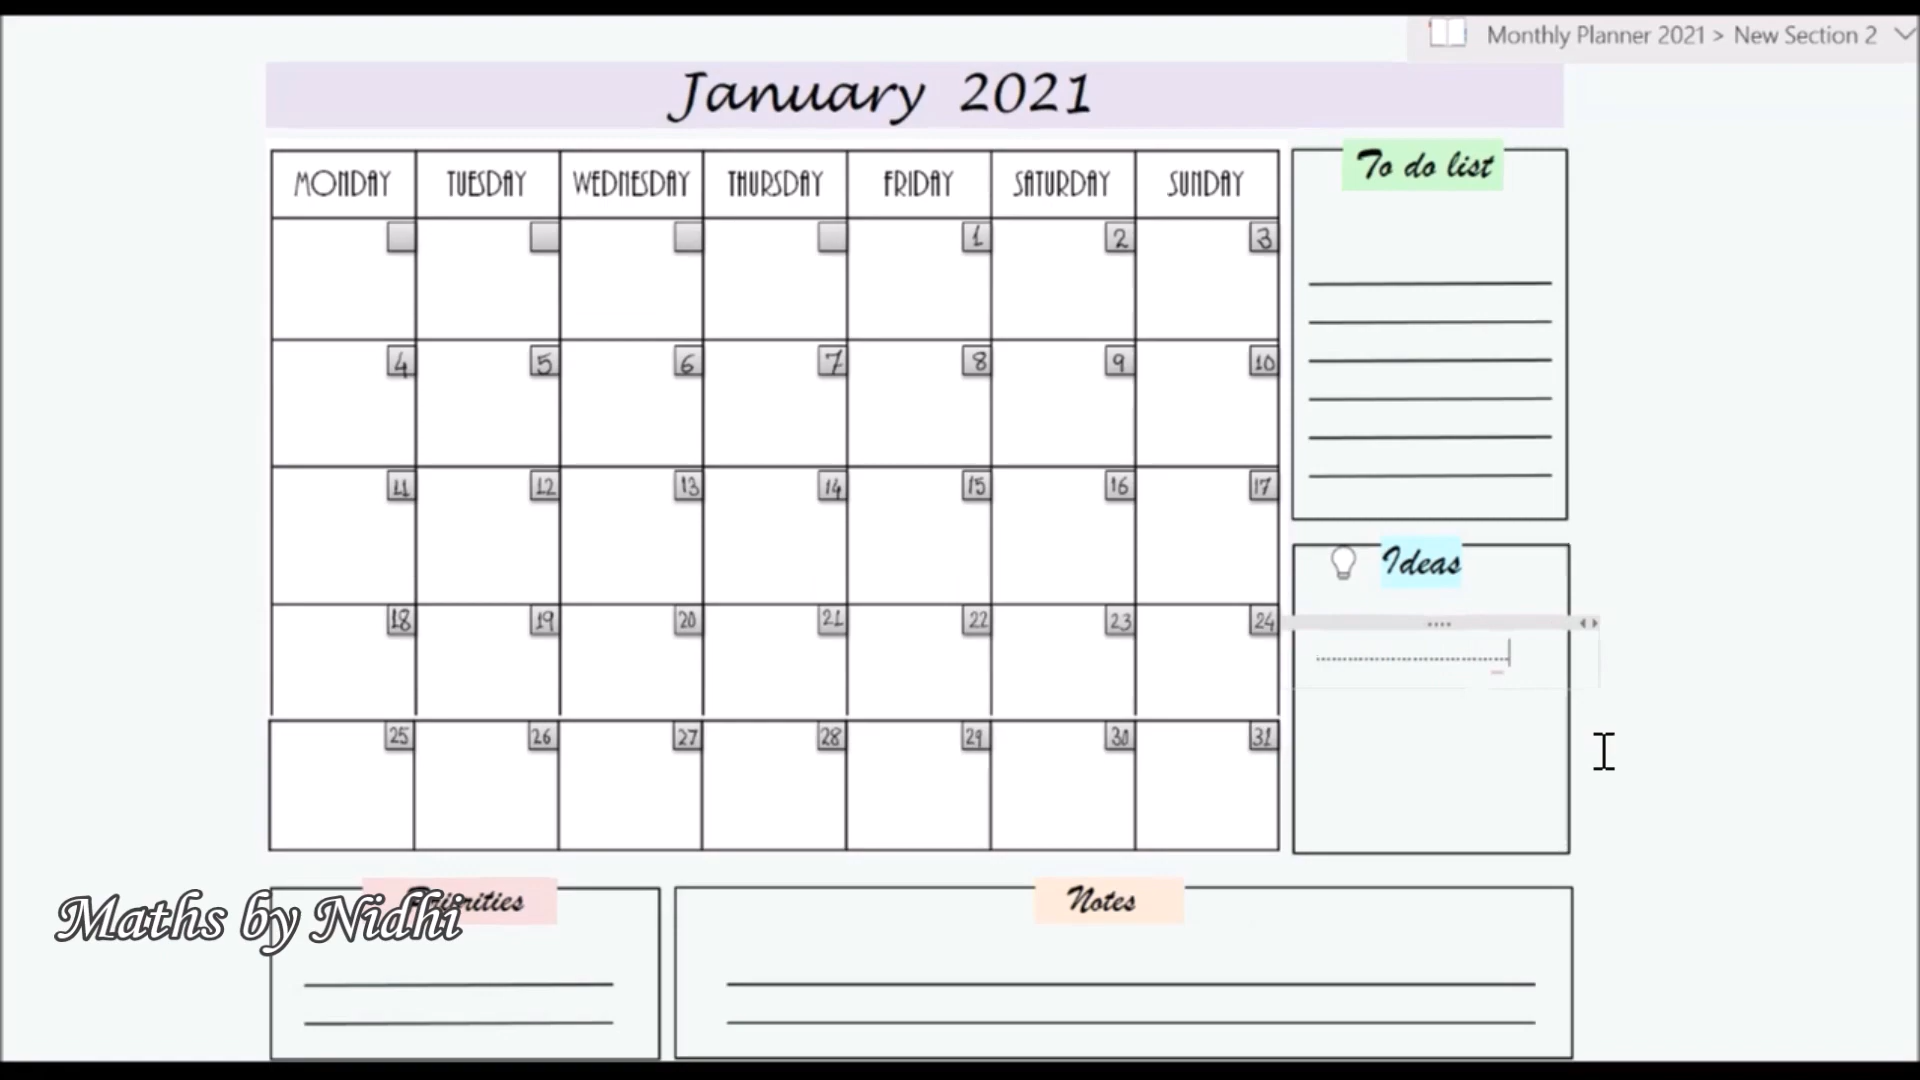 Monthly Planner 2021 > New Section 2
January 2021
MONDAY TUESDAY WEDNESDAY THURSDAY FRIDAY SATURDAY SUNDAY
1 2 3
4 5 6 7 8 9 10
11 12 13 14 15 16 17
18 19 20 21 22 23 24
25 26 27 28 29 30 31
To do list
Ideas
Priorities
Notes
Maths by Nidhi